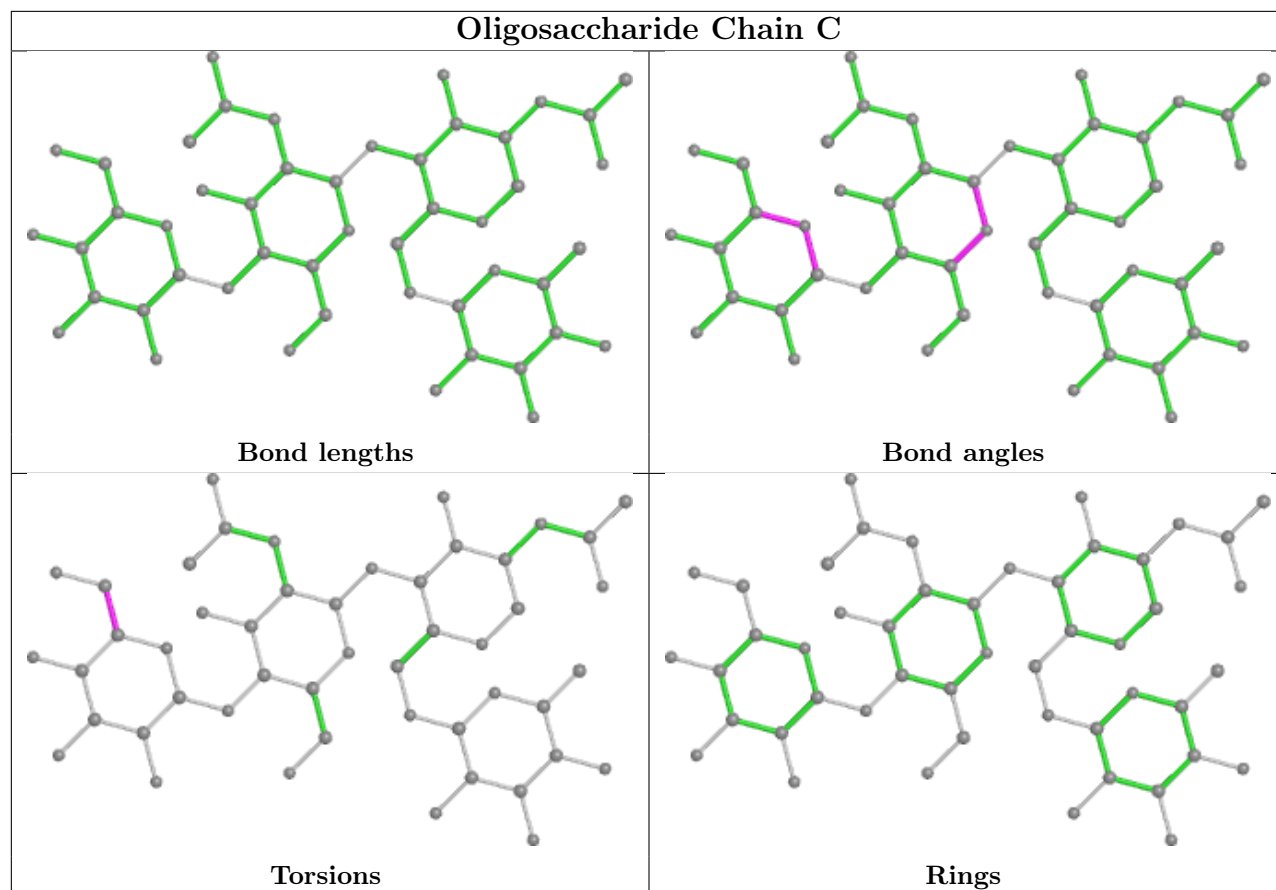 Oligosaccharide Chain C
Bond lengths
Bond angles
Torsions
Rings